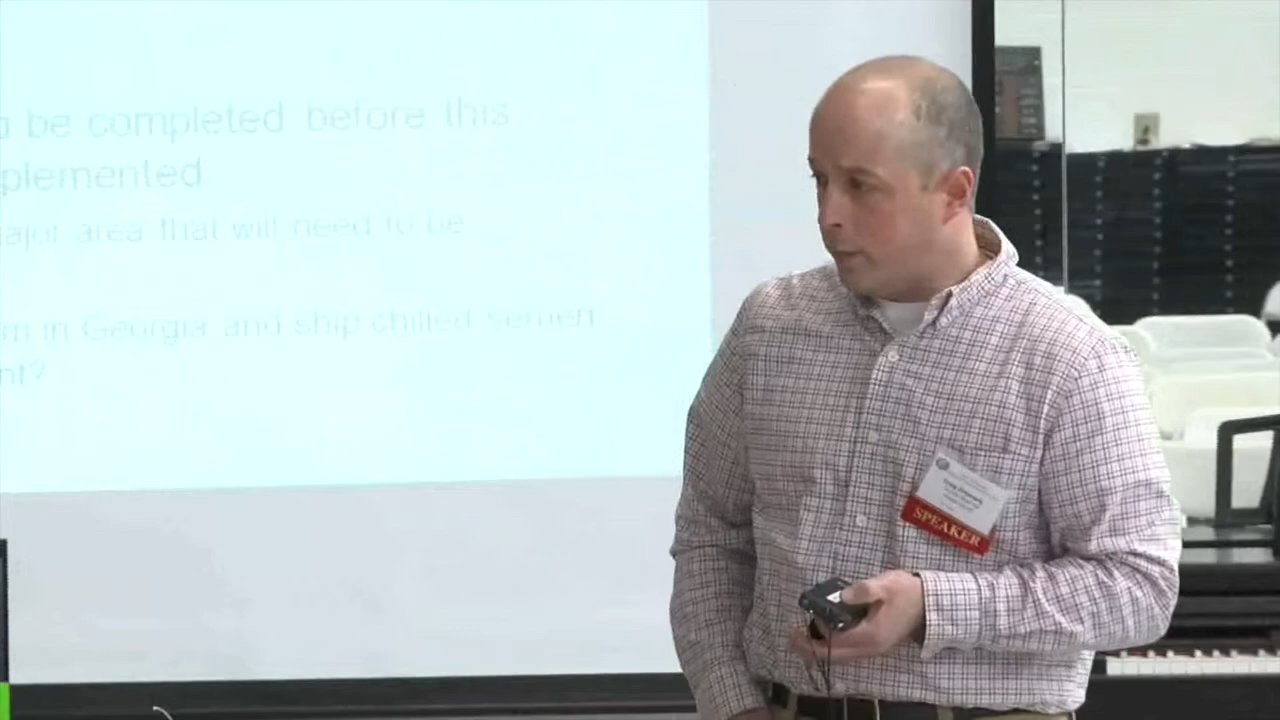 be completed before this
plemented
ajor area that will need to be
m in Georgia and ship chilled semen
nt?
SPEAKER